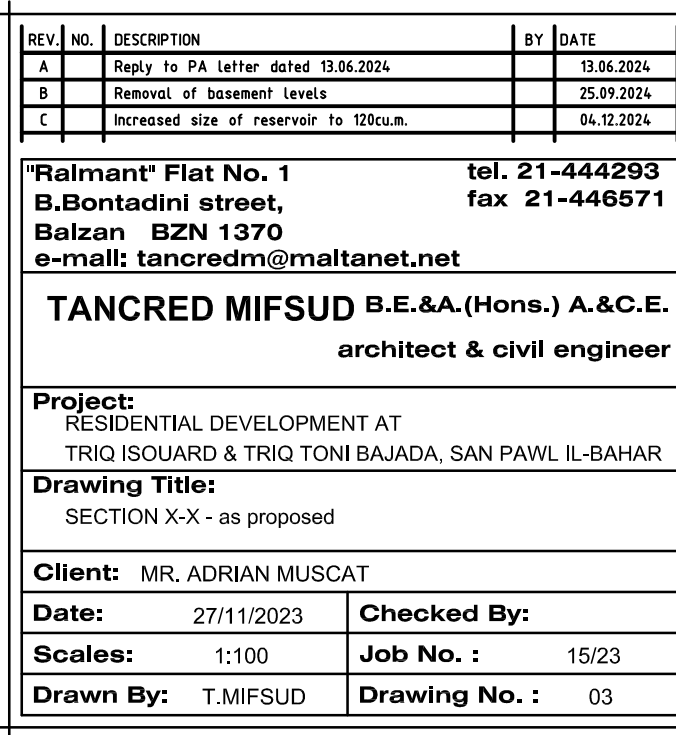 REV. NO. DESCRIPTION BY DATE
A Reply to PA letter dated 13.06.2024 13.06.2024
B Removal of basement levels 25.09.2024
C Increased size of reservoir to 120cu.m. 04.12.2024
"Ralmant" Flat No. 1 tel. 21-444293
B.Bontadini street, fax 21-446571
Balzan BZN 1370
e-mail: tancredm@maltanet.net
TANCRED MIFSUD B.E.&A.(Hons.) A.&C.E.
architect & civil engineer
Project:
RESIDENTIAL DEVELOPMENT AT
TRIQ ISOUARD & TRIQ TONI BAJADA, SAN PAWL IL-BAHAR
Drawing Title:
SECTION X-X - as proposed
Client: MR. ADRIAN MUSCAT
Date: 27/11/2023 Checked By:
Scales: 1:100 Job No. : 15/23
Drawn By: T.MIFSUD Drawing No. : 03